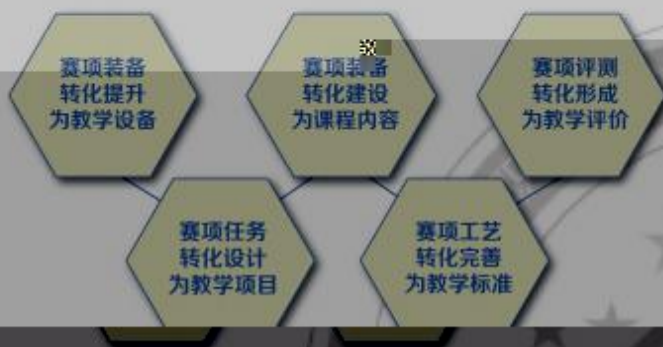 赛项装备
转化提升
为教学设备
赛项装备
转化建设
为课程内容
赛项评测
转化形成
为教学评价
赛项任务
转化设计
为教学项目
赛项工艺
转化完善
为教学标准